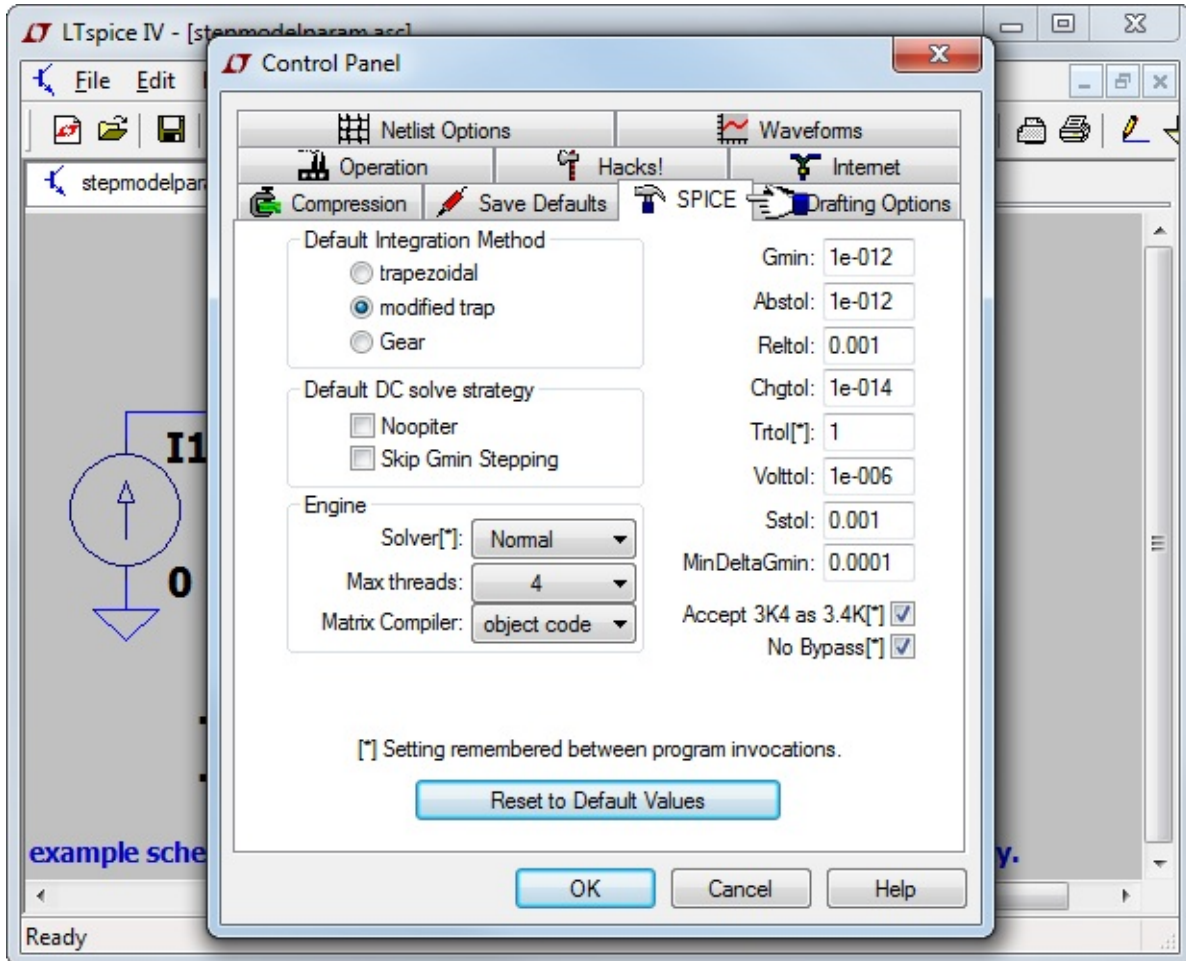 LTspice IV - [stepmodelparam.asc]
Control Panel
File Edit
Netlist Options Waveforms
Operation Hacks! Internet
stepmodelpar
Compression Save Defaults SPICE Drafting Options
Default Integration Method
trapezoidal
modified trap
Gear
Default DC solve strategy
Noopiter
Skip Gmin Stepping
Engine
Solver[*]: Normal
Max threads: 4
Matrix Compiler: object code
Gmin: 1e-012
Abstol: 1e-012
Reltol: 0.001
Chgtol: 1e-014
Trtol[*]: 1
Volttol: 1e-006
Sstol: 0.001
MinDeltaGmin: 0.0001
Accept 3K4 as 3.4K[*]
No Bypass[*]
[*] Setting remembered between program invocations.
Reset to Default Values
OK Cancel Help
I1
0
example sche
y.
Ready